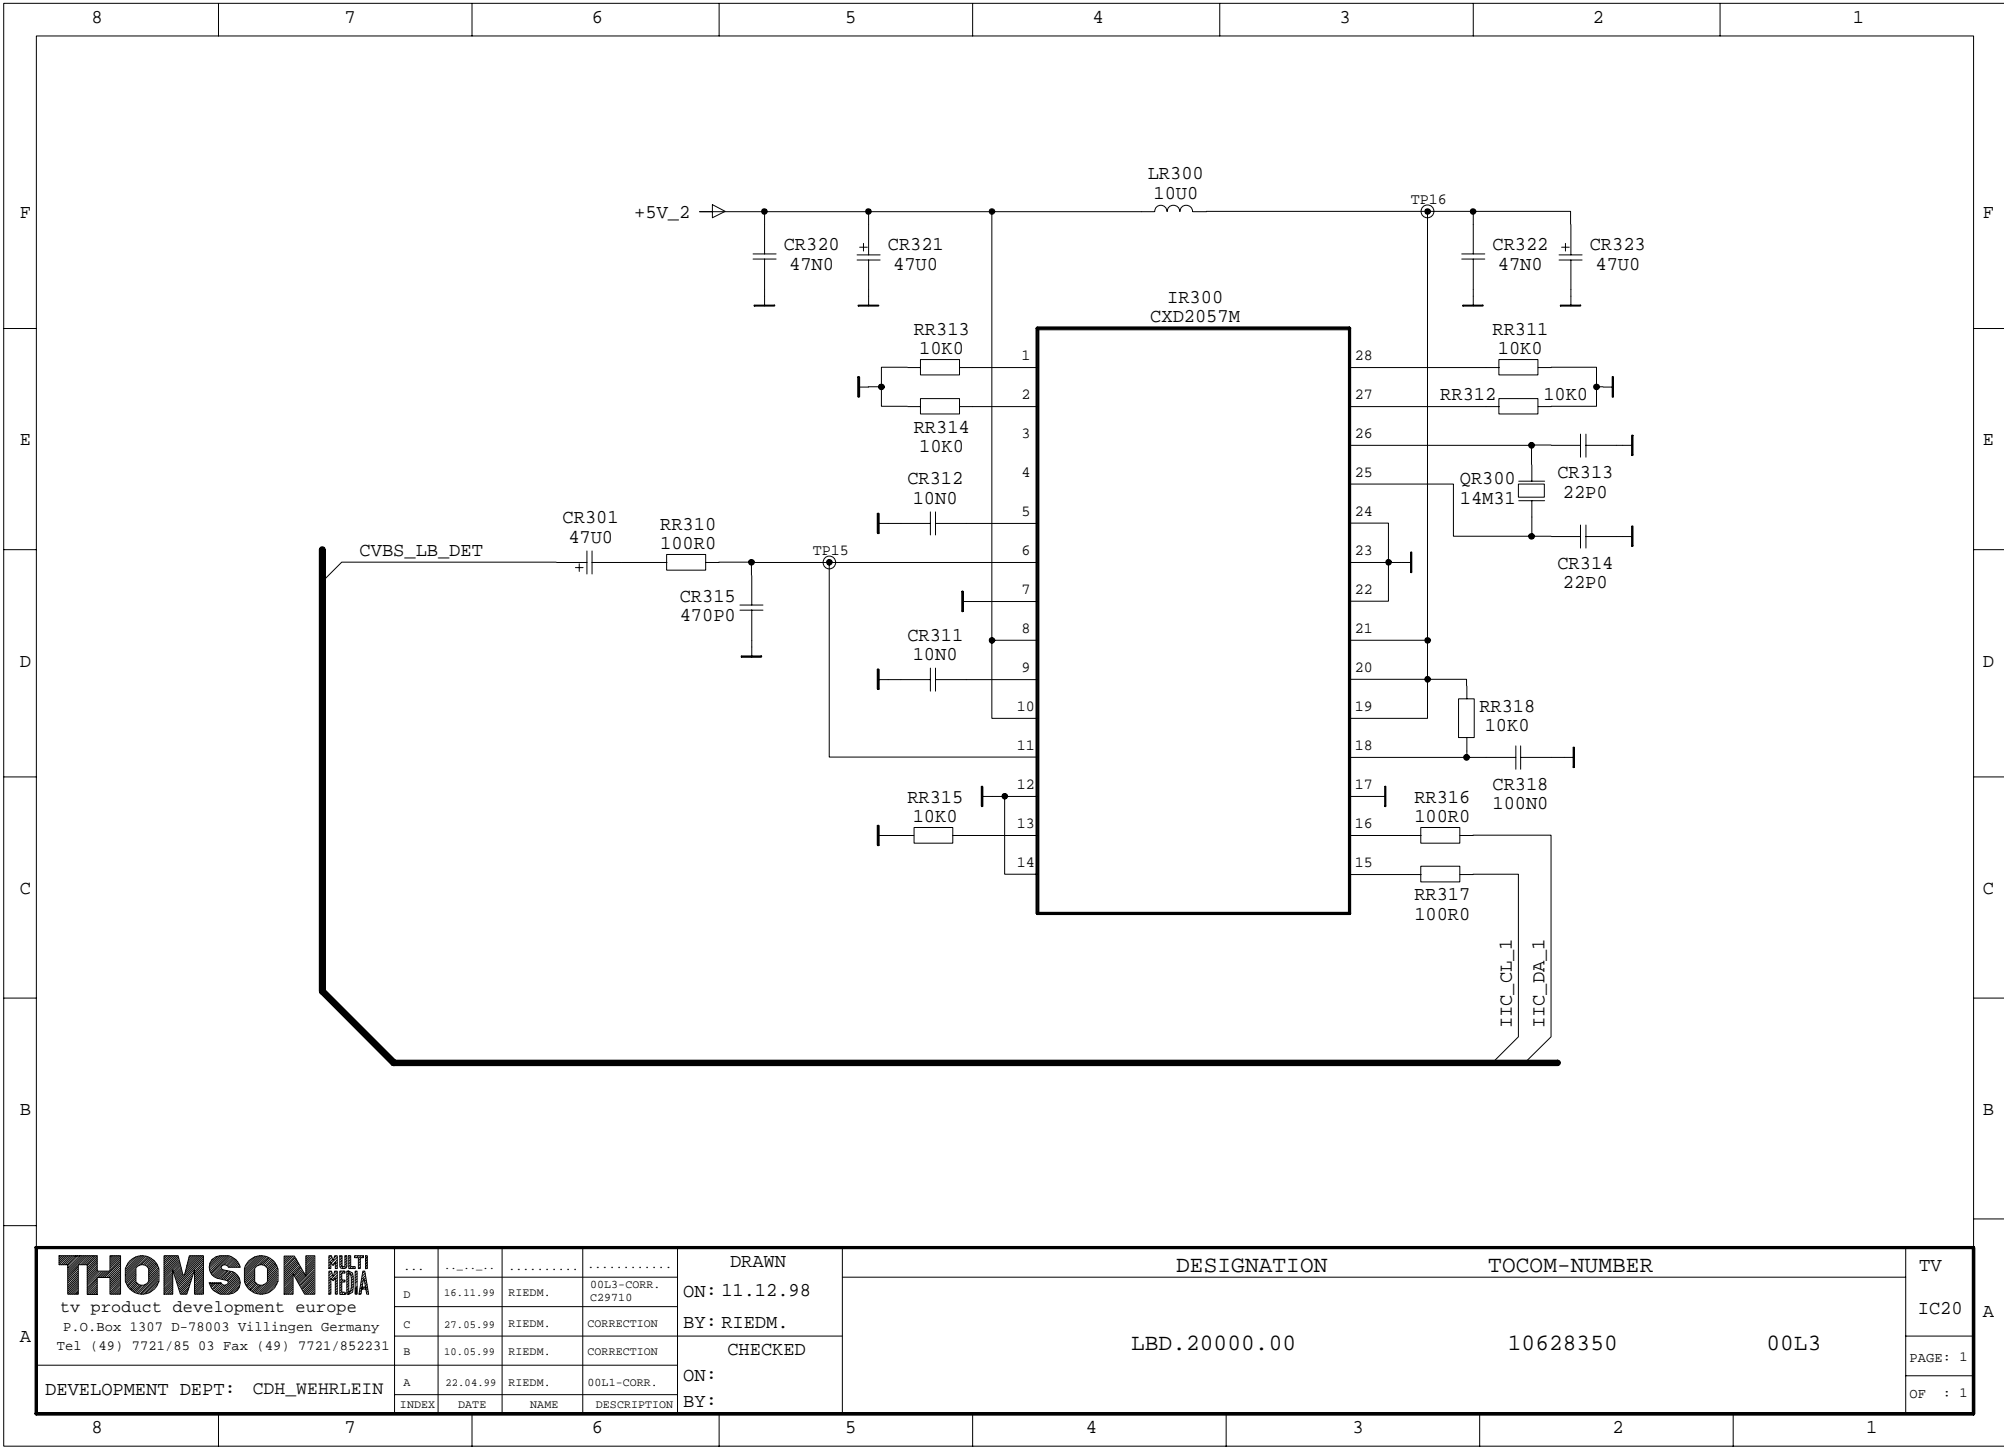 8 7 6 5 4 3 2 1
F F
E E
D D
C C
B B
A A
LR300
10U0
+5V_2
TP16
CR320
47N0
+ CR321
47U0
CR322
47N0
+ CR323
47U0
IR300
CXD2057M
RR313
10K0
RR314
10K0
RR311
10K0
RR312 10K0
1
2
3
4
5
6
7
8
9
10
11
12
13
14
28
27
26
25
24
23
22
21
20
19
18
17
16
15
CR312
10N0
QR300
14M31
CR313
22P0
CR314
22P0
CVBS_LB_DET
CR301
47U0
+
RR310
100R0
TP15
CR315
470P0
CR311
10N0
RR318
10K0
CR318
100N0
RR315
10K0
RR316
100R0
RR317
100R0
IIC_CL_1
IIC_DA_1
THOMSON MULTI MEDIA
tv product development europe
P.O.Box 1307 D-78003 Villingen Germany
Tel (49) 7721/85 03 Fax (49) 7721/852231
DEVELOPMENT DEPT: CDH_WEHRLEIN
... .._.._.. .......... ............
D 16.11.99 RIEDM. 00L3-CORR. C29710
C 27.05.99 RIEDM. CORRECTION
B 10.05.99 RIEDM. CORRECTION
A 22.04.99 RIEDM. 00L1-CORR.
INDEX DATE NAME DESCRIPTION
DRAWN
ON: 11.12.98
BY: RIEDM.
CHECKED
ON:
BY:
DESIGNATION TOCOM-NUMBER
LBD.20000.00 10628350 00L3
TV
IC20
PAGE: 1
OF : 1
8 7 6 5 4 3 2 1